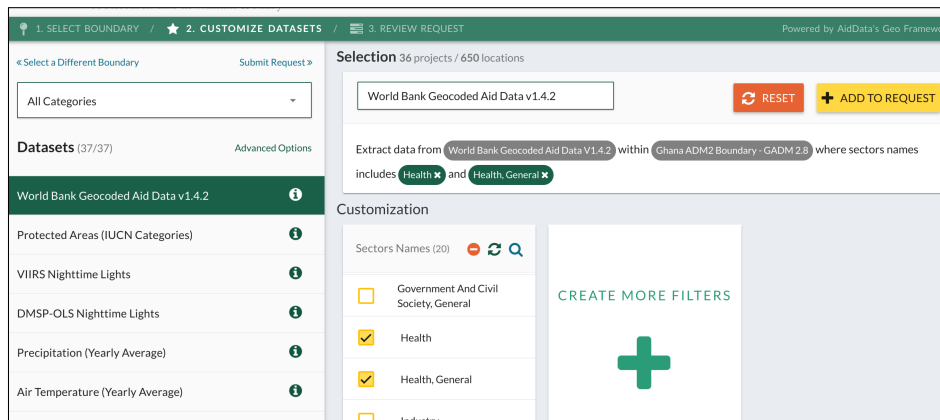 1. SELECT BOUNDARY / 2. CUSTOMIZE DATASETS / 3. REVIEW REQUEST
Powered by AidData's Geo
« Select a Different Boundary
Submit Request »
All Categories
Datasets (37/37)
Advanced Options
World Bank Geocoded Aid Data v1.4.2
Protected Areas (IUCN Categories)
VIIRS Nighttime Lights
DMSP-OLS Nighttime Lights
Precipitation (Yearly Average)
Air Temperature (Yearly Average)
Selection 36 projects / 650 locations
World Bank Geocoded Aid Data v1.4.2
RESET
ADD TO REQUEST
Extract data from World Bank Geocoded Aid Data V1.4.2 within Ghana ADM2 Boundary - GADM 2.8 where sectors names
includes Health × and Health, General ×
Customization
Sectors Names (20)
Government And Civil
Society, General
Health
Health, General
CREATE MORE FILTERS